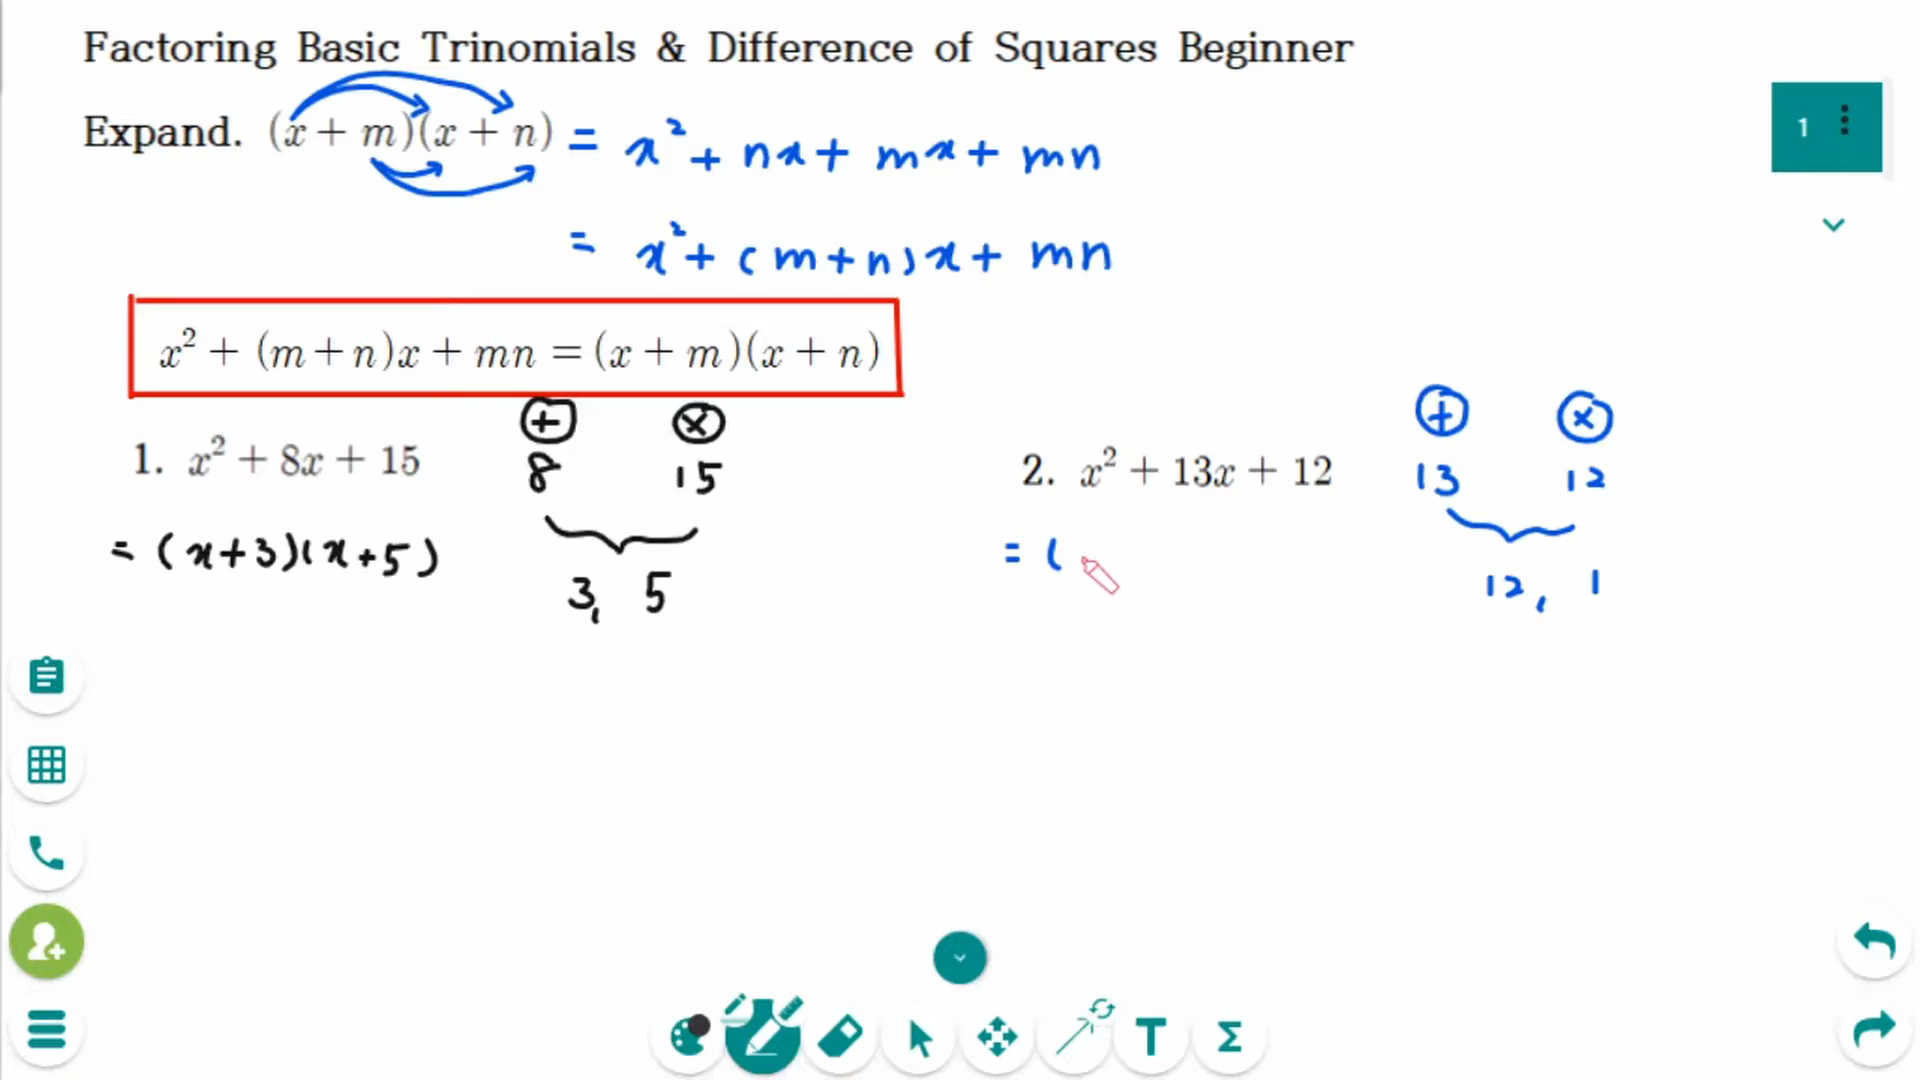 Factoring Basic Trinomials & Difference of Squares Beginner
Expand. (x + m)(x + n) = x² + nx + mx + mn
= x² + (m + n)x + mn
x² + (m + n)x + mn = (x + m)(x + n)
1. x² + 8x + 15
+ ×
8 15
= (x+3)(x+5)
3, 5
2. x² + 13x + 12
+ ×
13 12
= (
12, 1
1
T
Σ